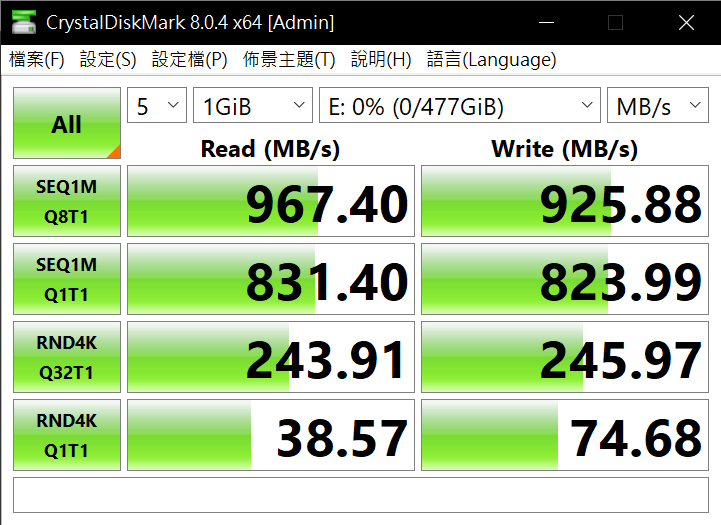 CrystalDiskMark 8.0.4 x64 [Admin]
檔案(F) 設定(S) 設定檔(P) 佈景主題(T) 說明(H) 語言(Language)
All 5 1GiB E: 0% (0/477GiB) MB/s
Read (MB/s) Write (MB/s)
SEQ1M
Q8T1
967.40 925.88
SEQ1M
Q1T1
831.40 823.99
RND4K
Q32T1
243.91 245.97
RND4K
Q1T1
38.57 74.68